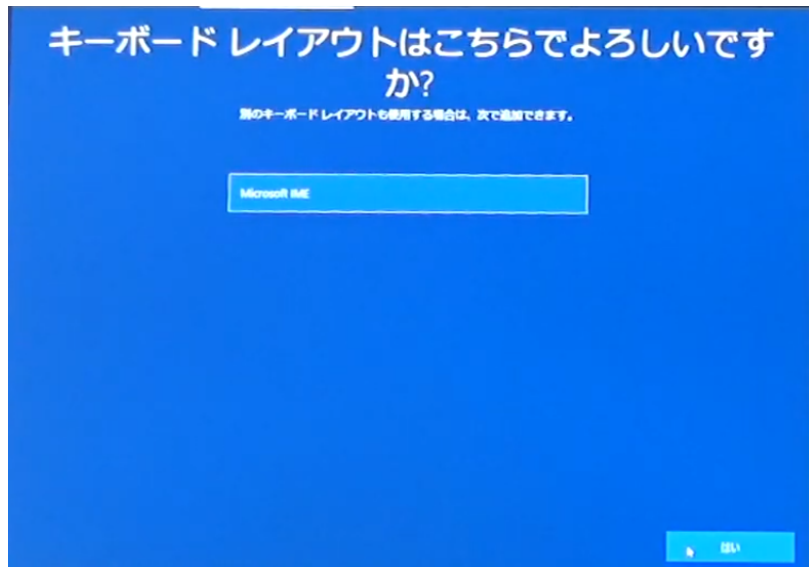 キーボード レイアウトはこちらでよろしいです
か?
別のキーボード レイアウトも使用する場合は、次で追加できます。
Microsoft IME
はい